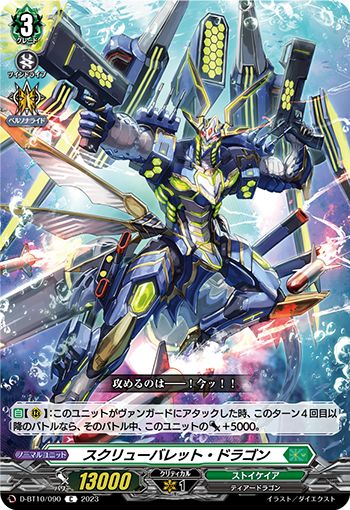 3
グレード
ツインドライブ
ペルソナライド
攻めるのは――！今ッ！！
自【R】：このユニットがヴァンガードにアタックした時、このターン4回目以
降のバトルなら、そのバトル中、このユニットの+5000。
ノーマルユニット
スクリューバレット・ドラゴン
パワー
13000
クリティカル
1
ストイケイア
ティアードラゴン
D-BT10/090 C 2023
イラスト／ダイエクスト